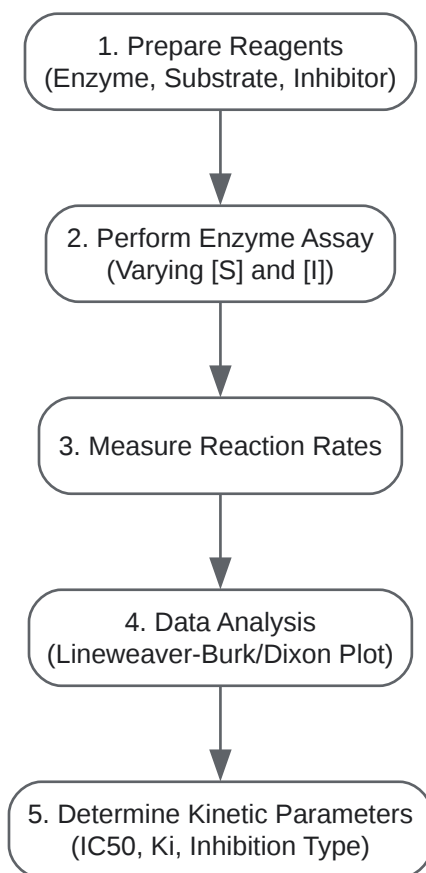 1. Prepare Reagents
(Enzyme, Substrate, Inhibitor)
2. Perform Enzyme Assay
(Varying [S] and [I])
3. Measure Reaction Rates
4. Data Analysis
(Lineweaver-Burk/Dixon Plot)
5. Determine Kinetic Parameters
(IC50, Ki, Inhibition Type)